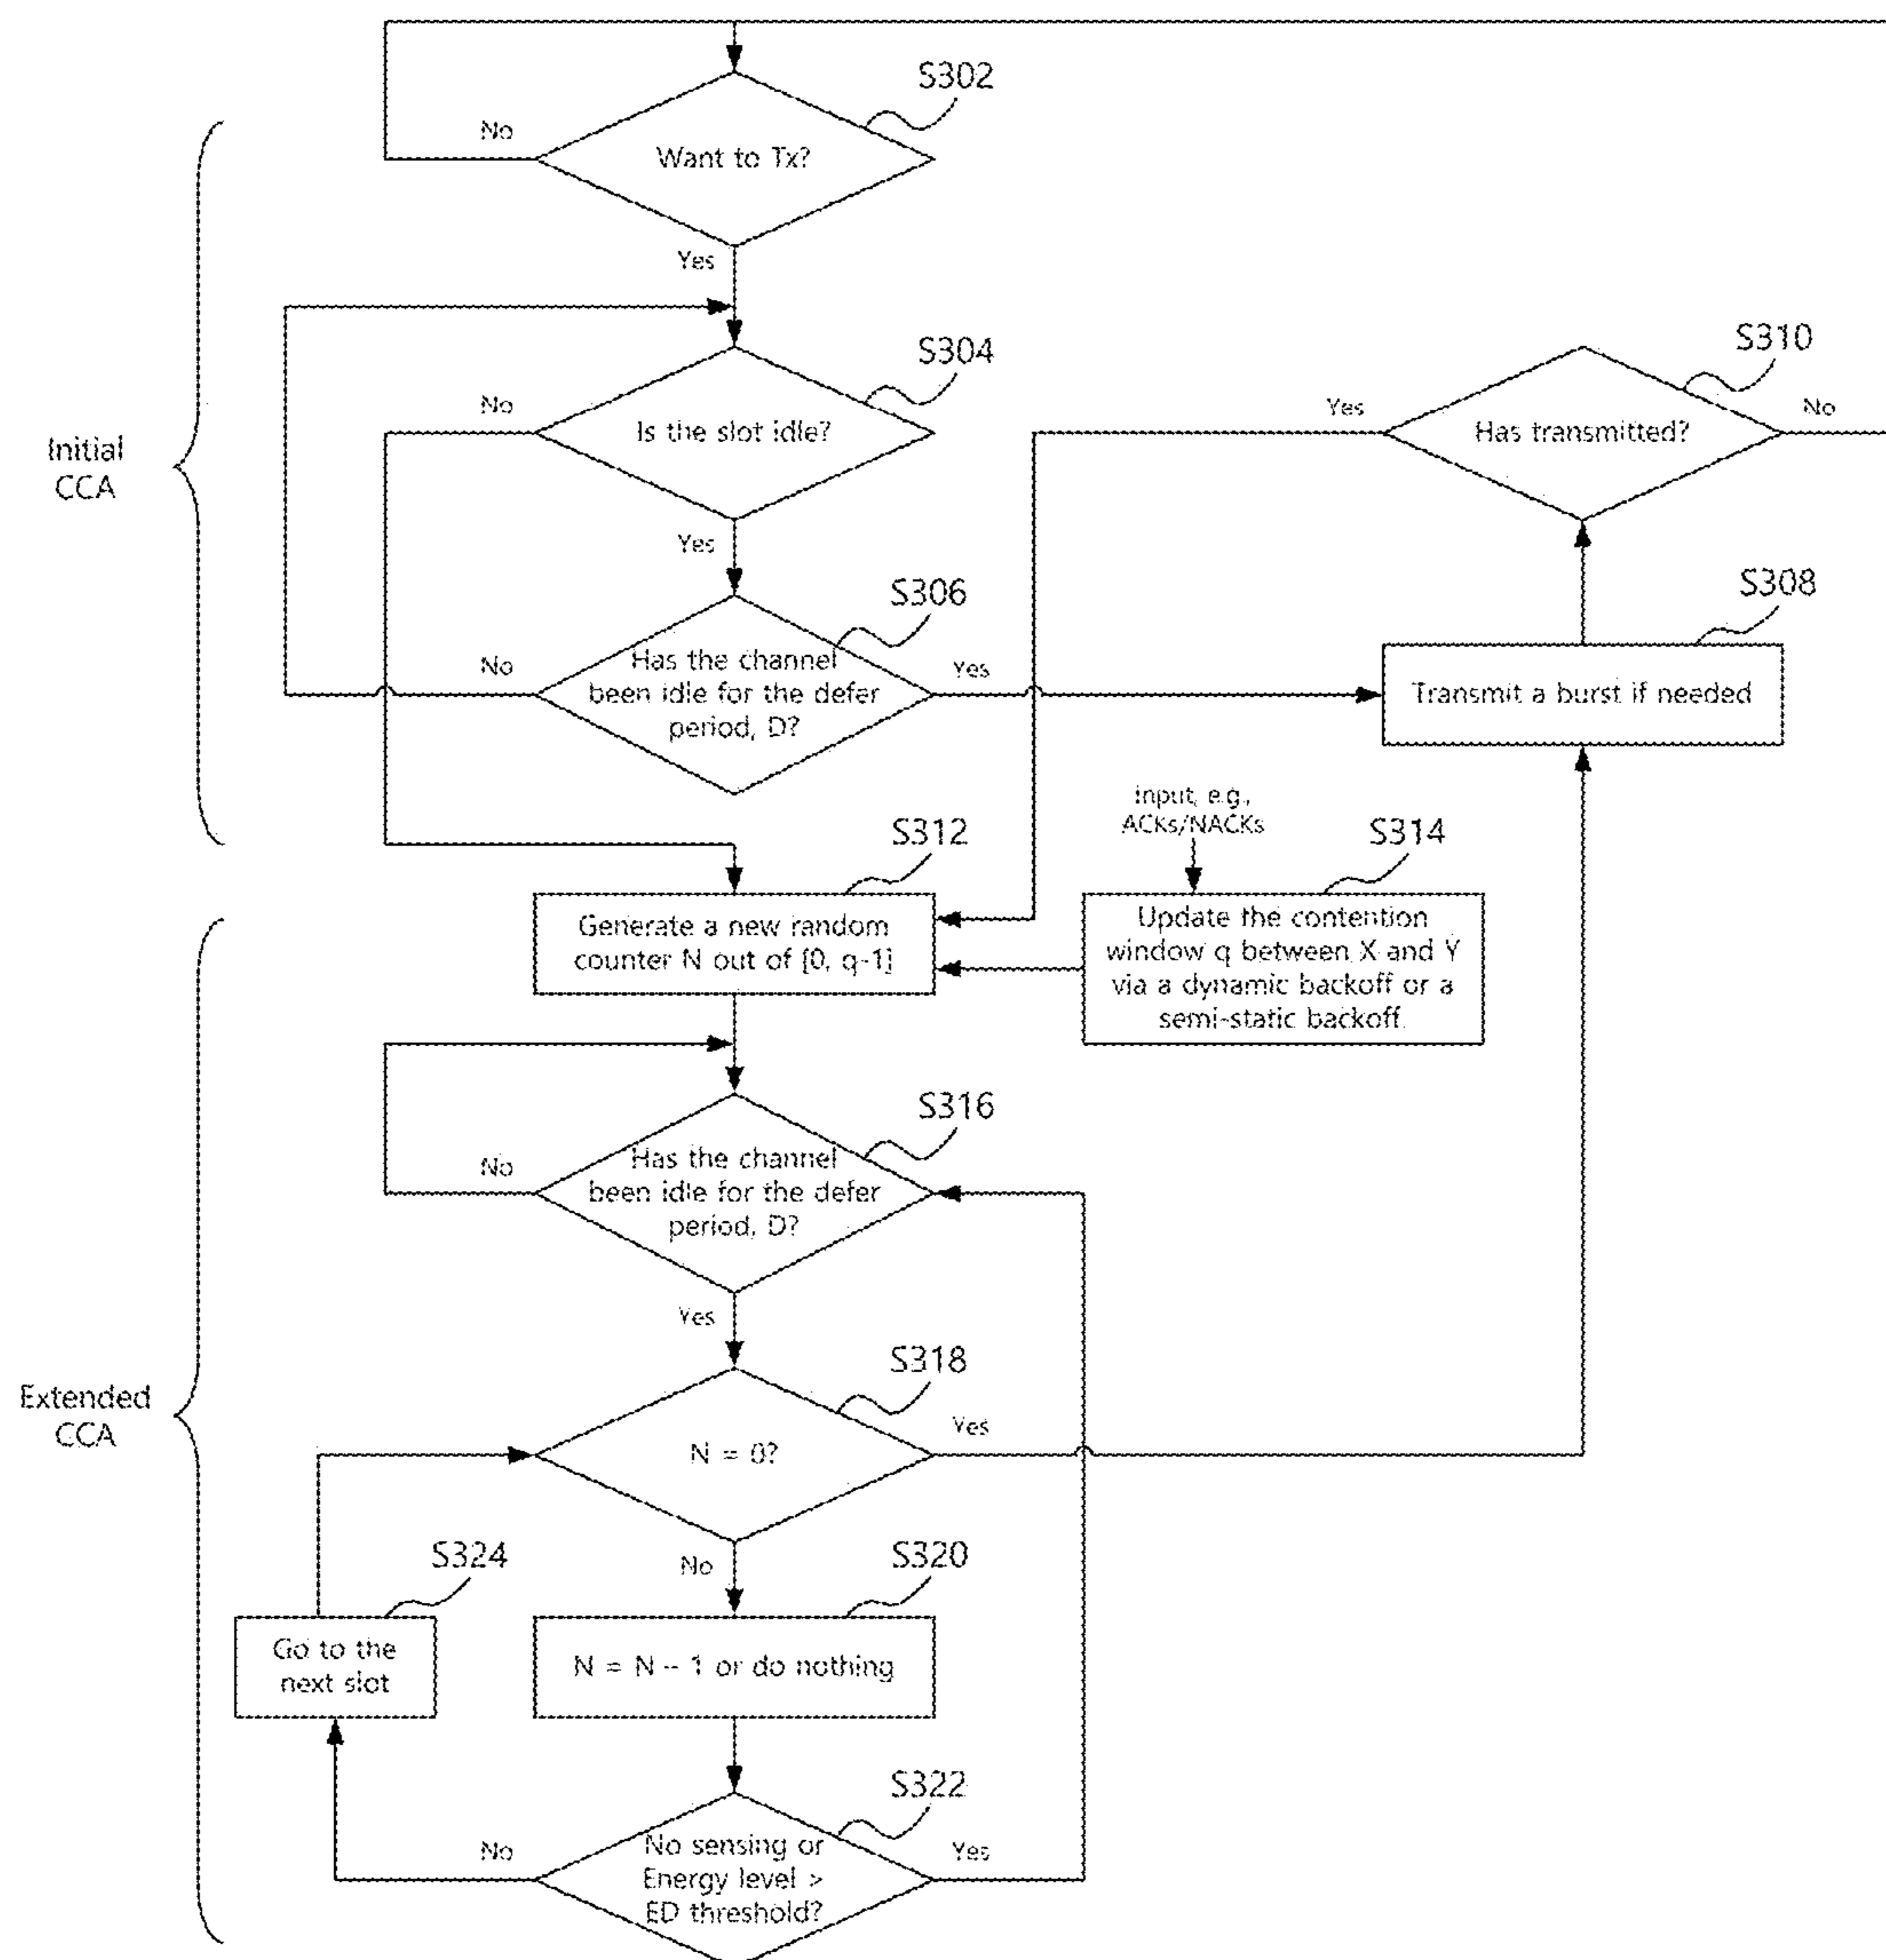 S302
No
Want to Tx?
Yes
S304
S310
No
Is the slot idle?
Yes
Has transmitted?
No
Initial
CCA
Yes
S306
S308
No
Has the channel
been idle for the defer
period, D?
Yes
Transmit a burst if needed
Input, e.g.,
ACKs/NACKs
S312
S314
Generate a new random
counter N out of [0, q-1]
Update the contention
window q between X and Y
via a dynamic backoff or a
semi-static backoff.
S316
No
Has the channel
been idle for the defer
period, D?
Yes
S318
Extended
CCA
N = 0?
Yes
No
S324
S320
Go to the
next slot
N = N - 1 or do nothing
S322
No
No sensing or
Energy level >
ED threshold?
Yes